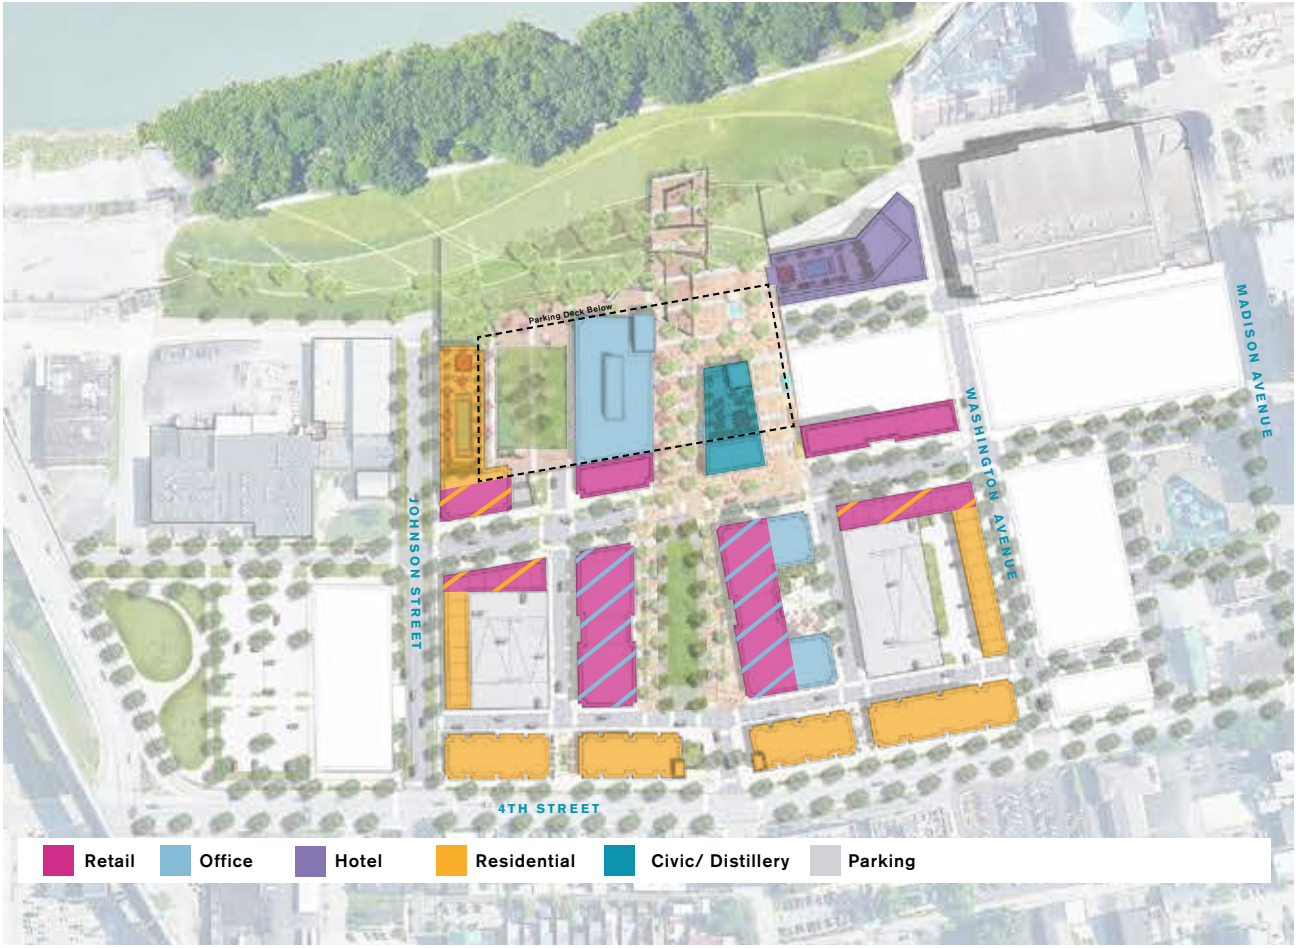 Parking Deck Below
MADISON AVENUE
WASHINGTON AVENUE
JOHNSON STREET
4TH STREET
Retail
Office
Hotel
Residential
Civic/ Distillery
Parking